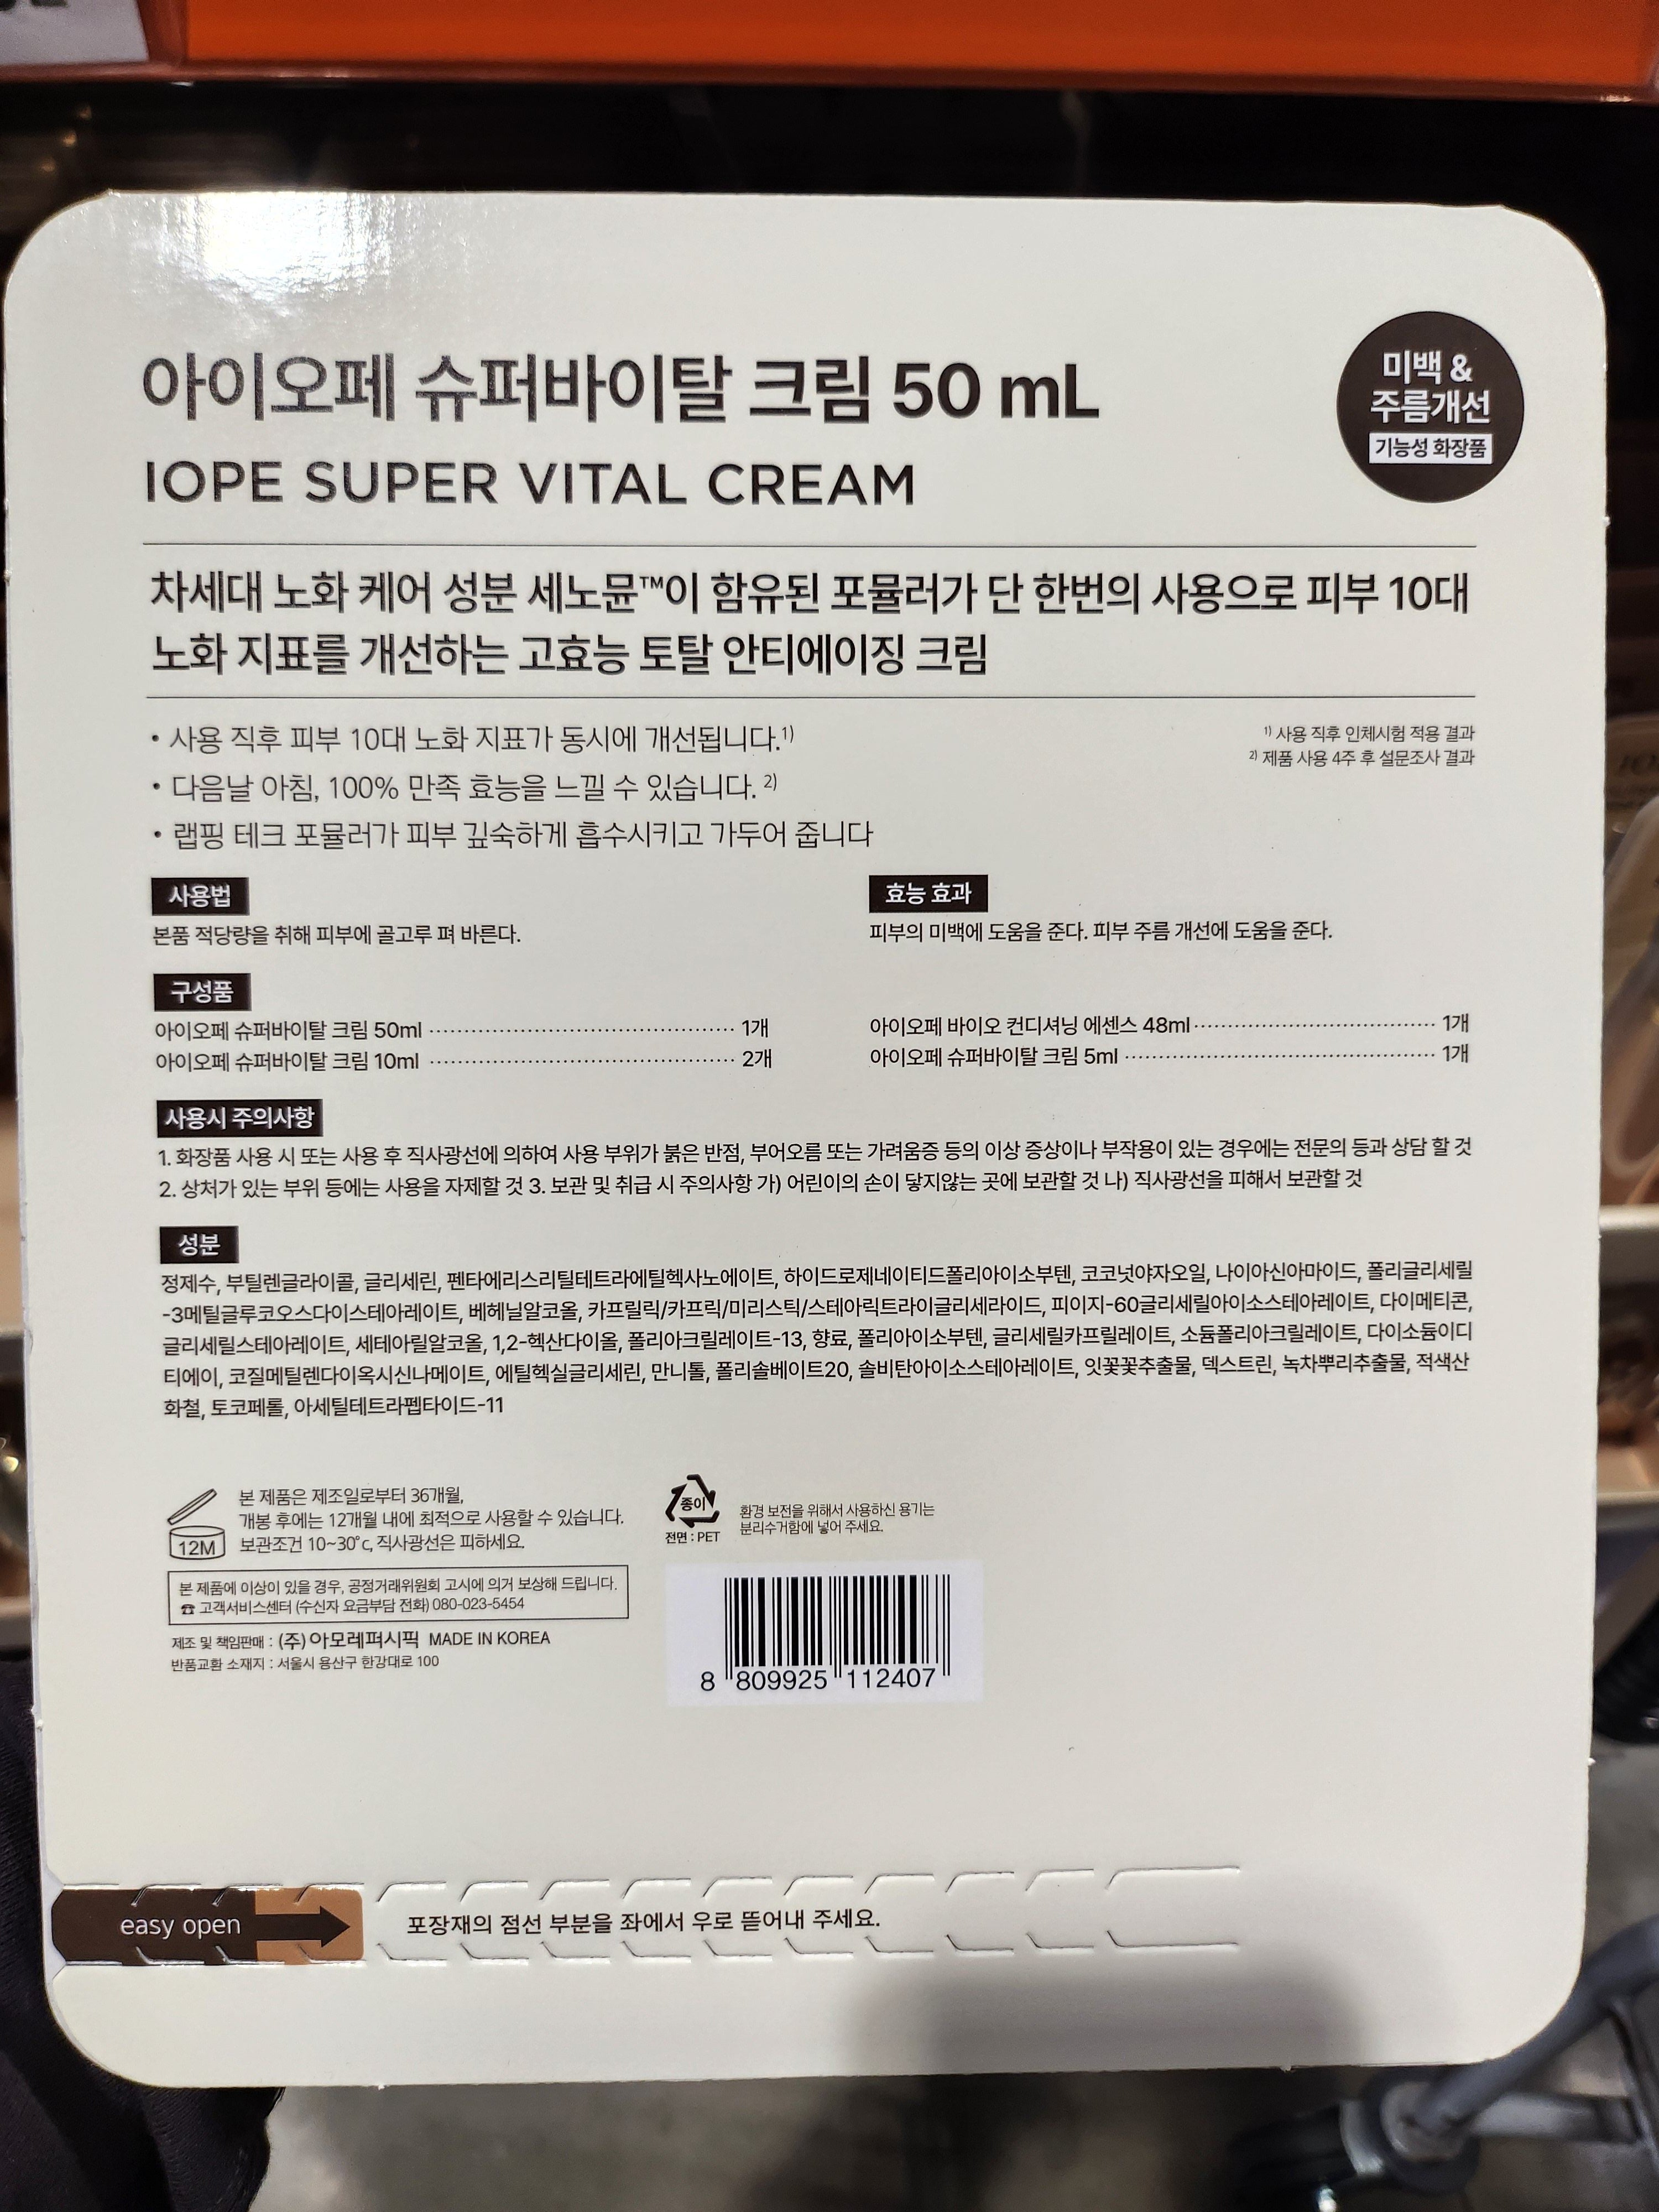 아이오페 슈퍼바이탈 크림 50 mL
IOPE SUPER VITAL CREAM
미백 &
주름개선
기능성 화장품
차세대 노화 케어 성분 세노뮨™이 함유된 포뮬러가 단 한번의 사용으로 피부 10대
노화 지표를 개선하는 고효능 토탈 안티에이징 크림
• 사용 직후 피부 10대 노화 지표가 동시에 개선됩니다.1)
• 다음날 아침, 100% 만족 효능을 느낄 수 있습니다. 2)
• 랩핑 테크 포뮬러가 피부 깊숙하게 흡수시키고 가두어 줍니다
1) 사용 직후 인체시험 적용 결과
2) 제품 사용 4주 후 설문조사 결과
사용법
본품 적당량을 취해 피부에 골고루 펴 바른다.
효능 효과
피부의 미백에 도움을 준다. 피부 주름 개선에 도움을 준다.
구성품
아이오페 슈퍼바이탈 크림 50ml 1개
아이오페 슈퍼바이탈 크림 10ml 2개
아이오페 바이오 컨디셔닝 에센스 48ml 1개
아이오페 슈퍼바이탈 크림 5ml 1개
사용시 주의사항
1. 화장품 사용 시 또는 사용 후 직사광선에 의하여 사용 부위가 붉은 반점, 부어오름 또는 가려움증 등의 이상 증상이나 부작용이 있는 경우에는 전문의 등과 상담 할 것
2. 상처가 있는 부위 등에는 사용을 자제할 것 3. 보관 및 취급 시 주의사항 가) 어린이의 손이 닿지않는 곳에 보관할 것 나) 직사광선을 피해서 보관할 것
성분
정제수, 부틸렌글라이콜, 글리세린, 펜타에리스리틸테트라에틸헥사노에이트, 하이드로제네이티드폴리아이소부텐, 코코넛야자오일, 나이아신아마이드, 폴리글리세릴
-3메틸글루코오스다이스테아레이트, 베헤닐알코올, 카프릴릭/카프릭/미리스틱/스테아릭트라이글리세라이드, 피이지-60글리세릴아이소스테아레이트, 다이메티콘,
글리세릴스테아레이트, 세테아릴알코올, 1,2-헥산다이올, 폴리아크릴레이트-13, 향료, 폴리아이소부텐, 글리세릴카프릴레이트, 소듐폴리아크릴레이트, 다이소듐이디
티에이, 코질메틸렌다이옥시신나메이트, 에틸헥실글리세린, 만니톨, 폴리솔베이트20, 솔비탄아이소스테아레이트, 잇꽃꽃추출물, 덱스트린, 녹차뿌리추출물, 적색산
화철, 토코페롤, 아세틸테트라펩타이드-11
12M
본 제품은 제조일로부터 36개월,
개봉 후에는 12개월 내에 최적으로 사용할 수 있습니다.
보관조건 10~30°c, 직사광선은 피하세요.
종이
전면 : PET
환경 보전을 위해서 사용하신 용기는
분리수거함에 넣어 주세요.
본 제품에 이상이 있을 경우, 공정거래위원회 고시에 의거 보상해 드립니다.
☎ 고객서비스센터 (수신자 요금부담 전화) 080-023-5454
제조 및 책임판매 : (주)아모레퍼시픽 MADE IN KOREA
반품교환 소재지 : 서울시 용산구 한강대로 100
8 809925 112407
easy open
포장재의 점선 부분을 좌에서 우로 뜯어내 주세요.